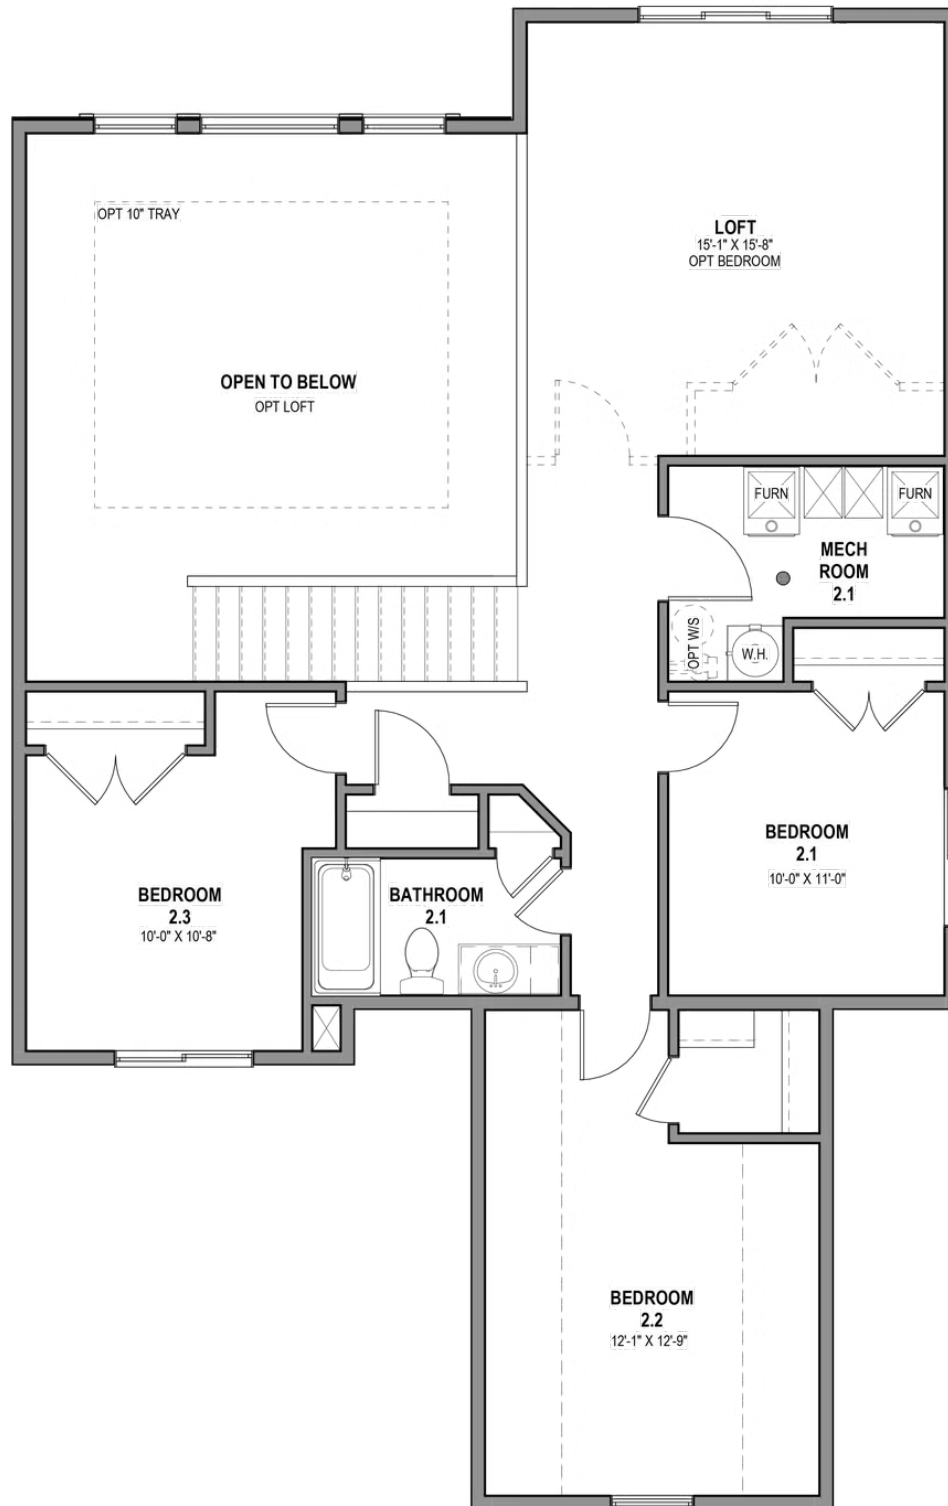 OPT 10" TRAY
LOFT
15'-1" X 15'-8"
OPT BEDROOM
OPEN TO BELOW
OPT LOFT
FURN
FURN
MECH
ROOM
2.1
OPT W/S
W.H.
BEDROOM
2.1
10'-0" X 11'-0"
BEDROOM
2.3
10'-0" X 10'-8"
BATHROOM
2.1
BEDROOM
2.2
12'-1" X 12'-9"